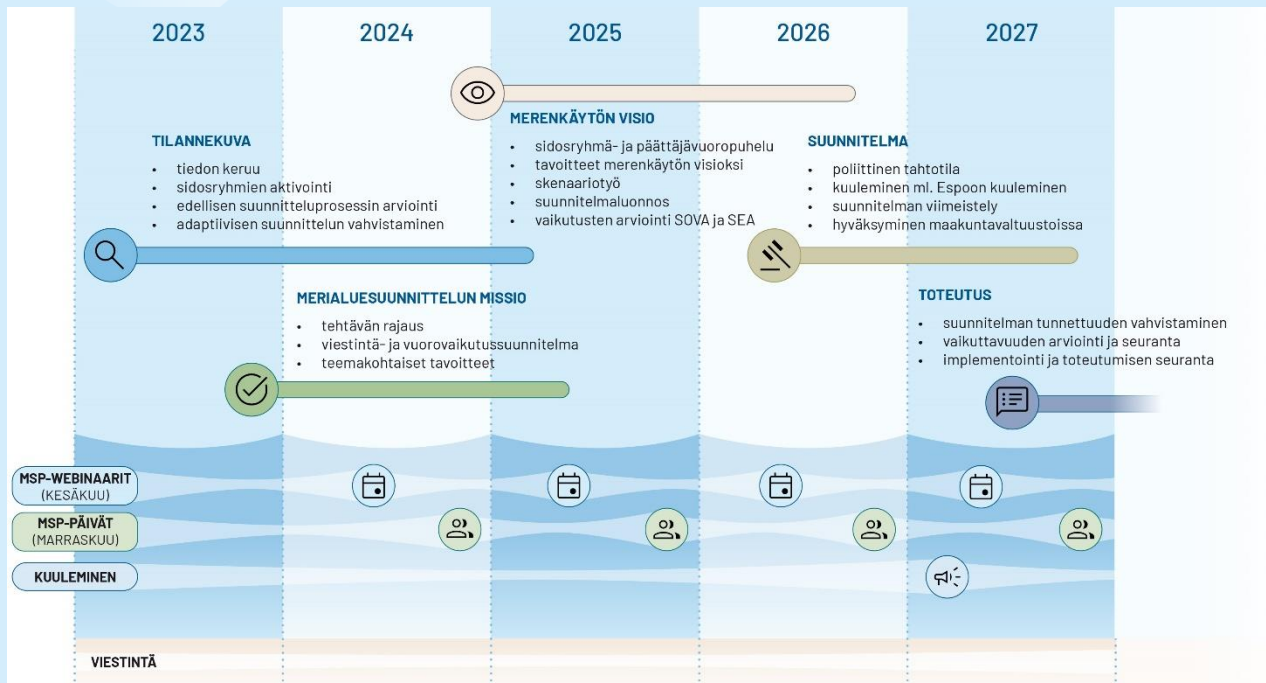 2023
2024
2025
2026
2027
TILANNEKUVA
• tiedon keruu
• sidosryhmien aktivointi
• edellisen suunnitteluprosessin arviointi
• adaptiivisen suunnittelun vahvistaminen
MERENKÄYTÖN VISIO
• sidosryhmä- ja päättäjävuoropuhelu
• tavoitteet merenkäytön visioksi
• skenaariotyö
• suunnitelmaluonnos
• vaikutusten arviointi SOVA ja SEA
SUUNNITELMA
• poliittinen tahtotila
• kuuleminen ml. Espoon kuuleminen
• suunnitelman viimeistely
• hyväksyminen maakuntavaltuustoissa
MERIALUESUUNNITTELUN MISSIO
• tehtävän rajaus
• viestintä- ja vuorovaikutussuunnitelma
• teemakohtaiset tavoitteet
TOTEUTUS
• suunnitelman tunnettuuden vahvistaminen
• vaikuttavuuden arviointi ja seuranta
• implementointi ja toteutumisen seuranta
MSP-WEBINAARIT
(KESÄKUU)
MSP-PÄIVÄT
(MARRASKUU)
KUULEMINEN
VIESTINTÄ